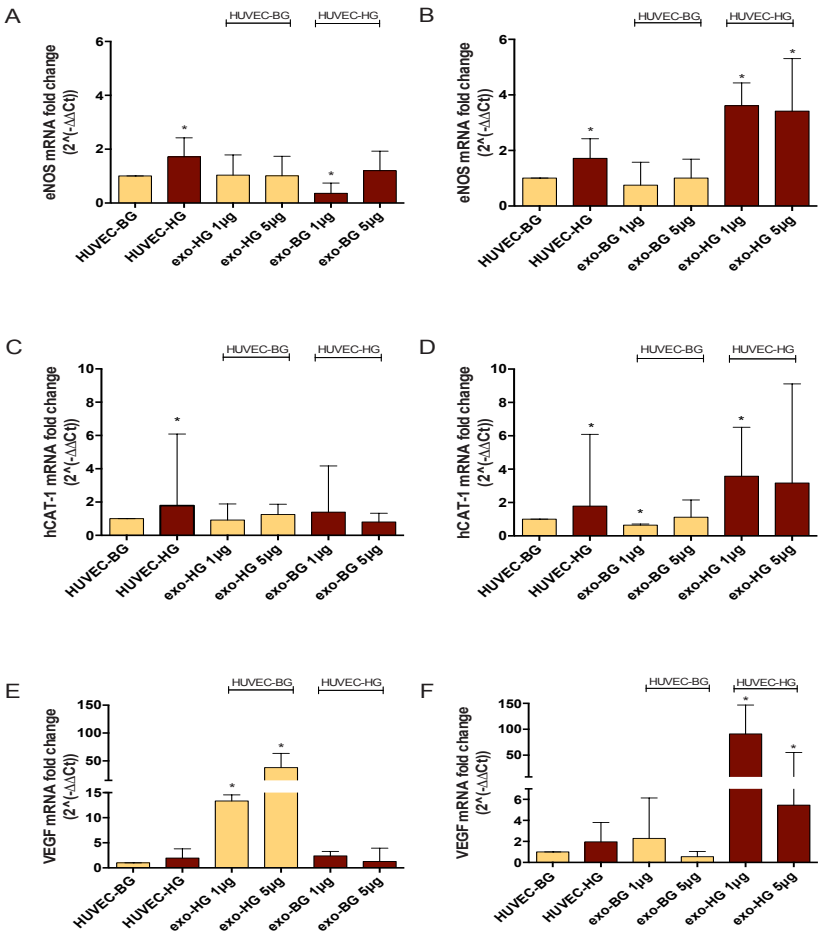 A
HUVEC-BG
HUVEC-HG
eNOS mRNA fold change
(2^(-ΔΔCt))
6
4
2
0
*
*
HUVEC-BG
HUVEC-HG
exo-HG 1µg
exo-HG 5µg
exo-BG 1µg
exo-BG 5µg
B
HUVEC-BG
HUVEC-HG
eNOS mRNA fold change
(2^(-ΔΔCt))
6
4
2
0
*
*
*
HUVEC-BG
HUVEC-HG
exo-BG 1µg
exo-BG 5µg
exo-HG 1µg
exo-HG 5µg
C
HUVEC-BG
HUVEC-HG
hCAT-1 mRNA fold change
(2^(-ΔΔCt))
10
8
6
4
2
0
*
HUVEC-BG
HUVEC-HG
exo-HG 1µg
exo-HG 5µg
exo-BG 1µg
exo-BG 5µg
D
HUVEC-BG
HUVEC-HG
hCAT-1 mRNA fold change
(2^(-ΔΔCt))
10
8
6
4
2
0
*
*
*
HUVEC-BG
HUVEC-HG
exo-BG 1µg
exo-BG 5µg
exo-HG 1µg
exo-HG 5µg
E
HUVEC-BG
HUVEC-HG
VEGF mRNA fold change
(2^(-ΔΔCt))
150
100
50
15
10
5
0
*
*
HUVEC-BG
HUVEC-HG
exo-HG 1µg
exo-HG 5µg
exo-BG 1µg
exo-BG 5µg
F
HUVEC-BG
HUVEC-HG
VEGF mRNA fold change
(2^(-ΔΔCt))
150
100
50
6
4
2
0
*
*
HUVEC-BG
HUVEC-HG
exo-BG 1µg
exo-BG 5µg
exo-HG 1µg
exo-HG 5µg